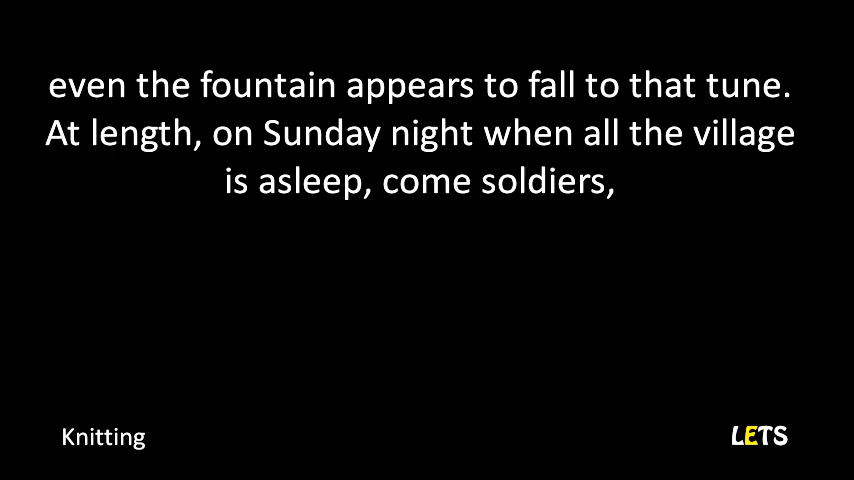 even the fountain appears to fall to that tune.
At length, on Sunday night when all the village
is asleep, come soldiers,
Knitting
LETS